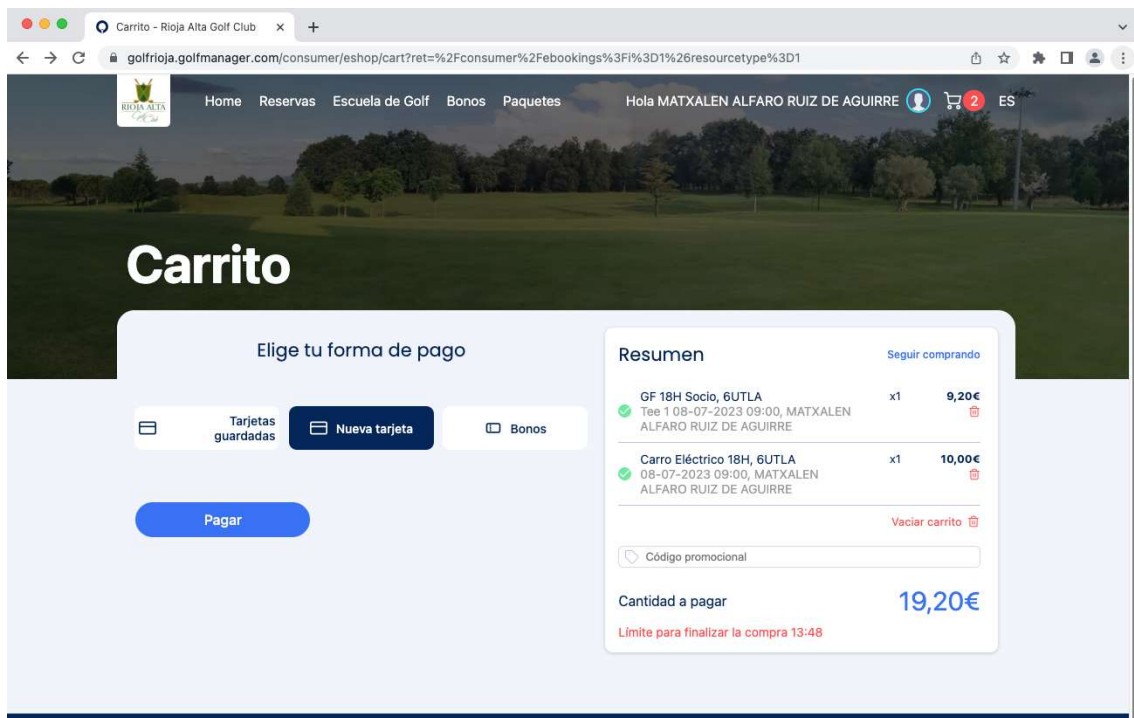 Carrito - Rioja Alta Golf Club
golfrioja.golfmanager.com/consumer/eshop/cart?ret=%2Fconsumer%2Febookings%3Fi%3D1%26resourcetype%3D1
RIOJA ALTA
Golf Club
Home Reservas Escuela de Golf Bonos Paquetes Hola MATXALEN ALFARO RUIZ DE AGUIRRE 2 ES
Carrito
Elige tu forma de pago
Tarjetas
guardadas
Nueva tarjeta
Bonos
Pagar
Resumen Seguir comprando
GF 18H Socio, 6UTLA x1 9,20€
Tee 1 08-07-2023 09:00, MATXALEN
ALFARO RUIZ DE AGUIRRE
Carro Eléctrico 18H, 6UTLA x1 10,00€
08-07-2023 09:00, MATXALEN
ALFARO RUIZ DE AGUIRRE
Vaciar carrito
Código promocional
Cantidad a pagar 19,20€
Límite para finalizar la compra 13:48